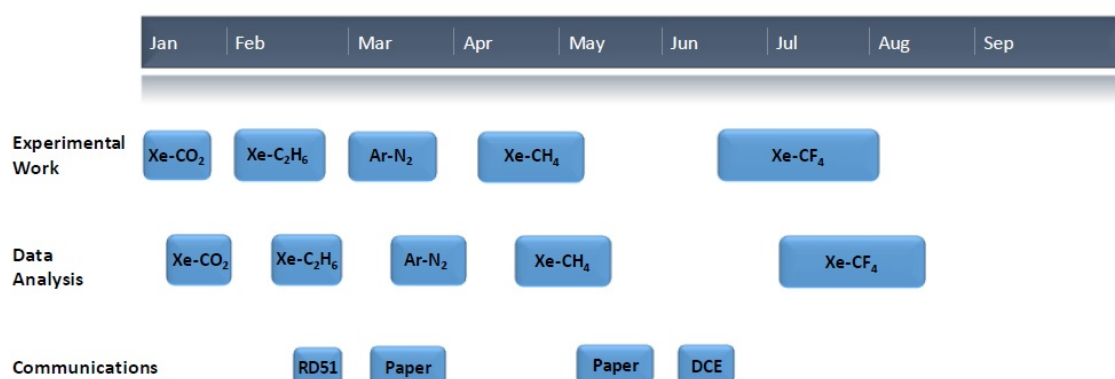 Jan Feb Mar Apr May Jun Jul Aug Sep
Experimental
Work
Xe-CO₂ Xe-C₂H₆ Ar-N₂ Xe-CH₄ Xe-CF₄
Data
Analysis
Xe-CO₂ Xe-C₂H₆ Ar-N₂ Xe-CH₄ Xe-CF₄
Communications RD51 Paper Paper DCE